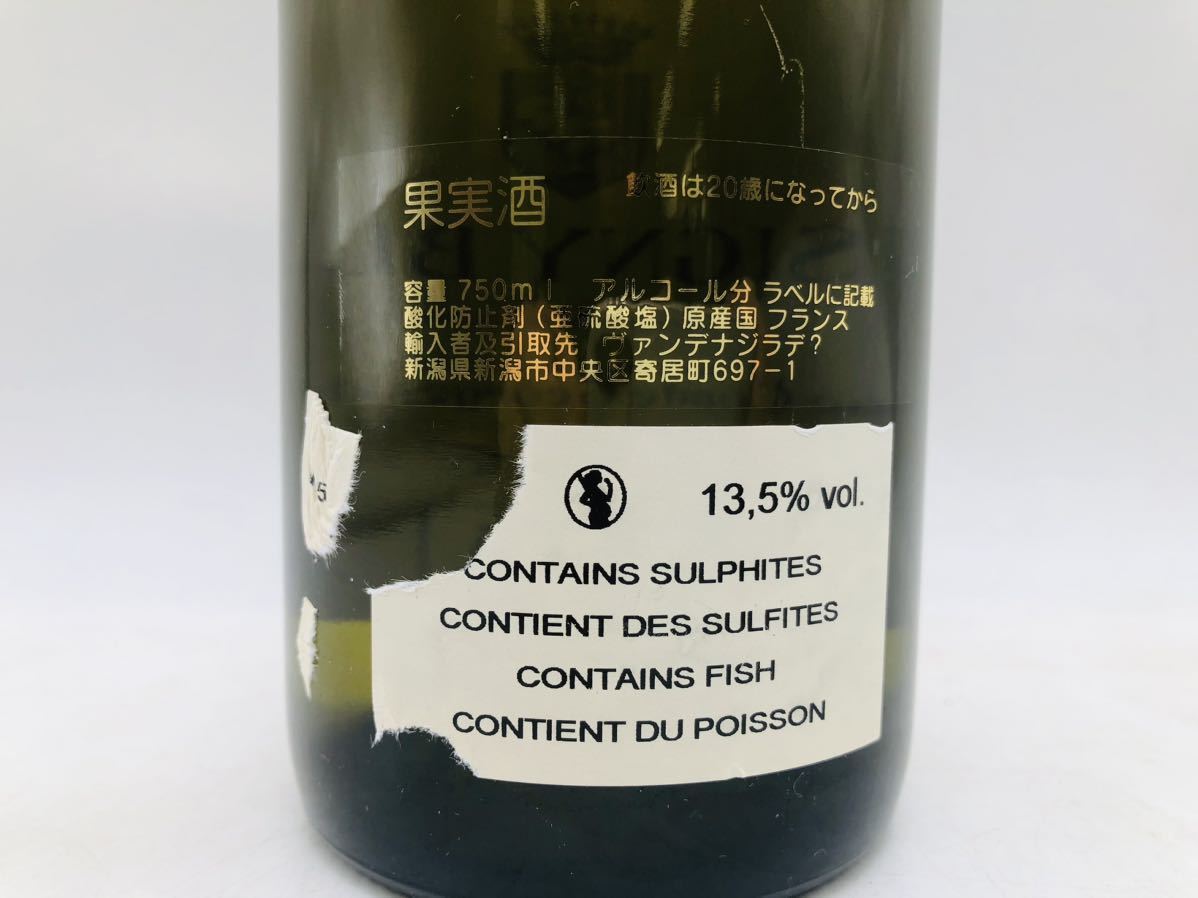 果実酒 飲酒は20歳になってから
容量 750ml アルコール分 ラベルに記載
酸化防止剤(亜硫酸塩)原産国 フランス
輸入者及引取先 ヴァンデナジラデ?
新潟県新潟市中央区寄居町697-1
13,5% vol.
CONTAINS SULPHITES
CONTIENT DES SULFITES
CONTAINS FISH
CONTIENT DU POISSON